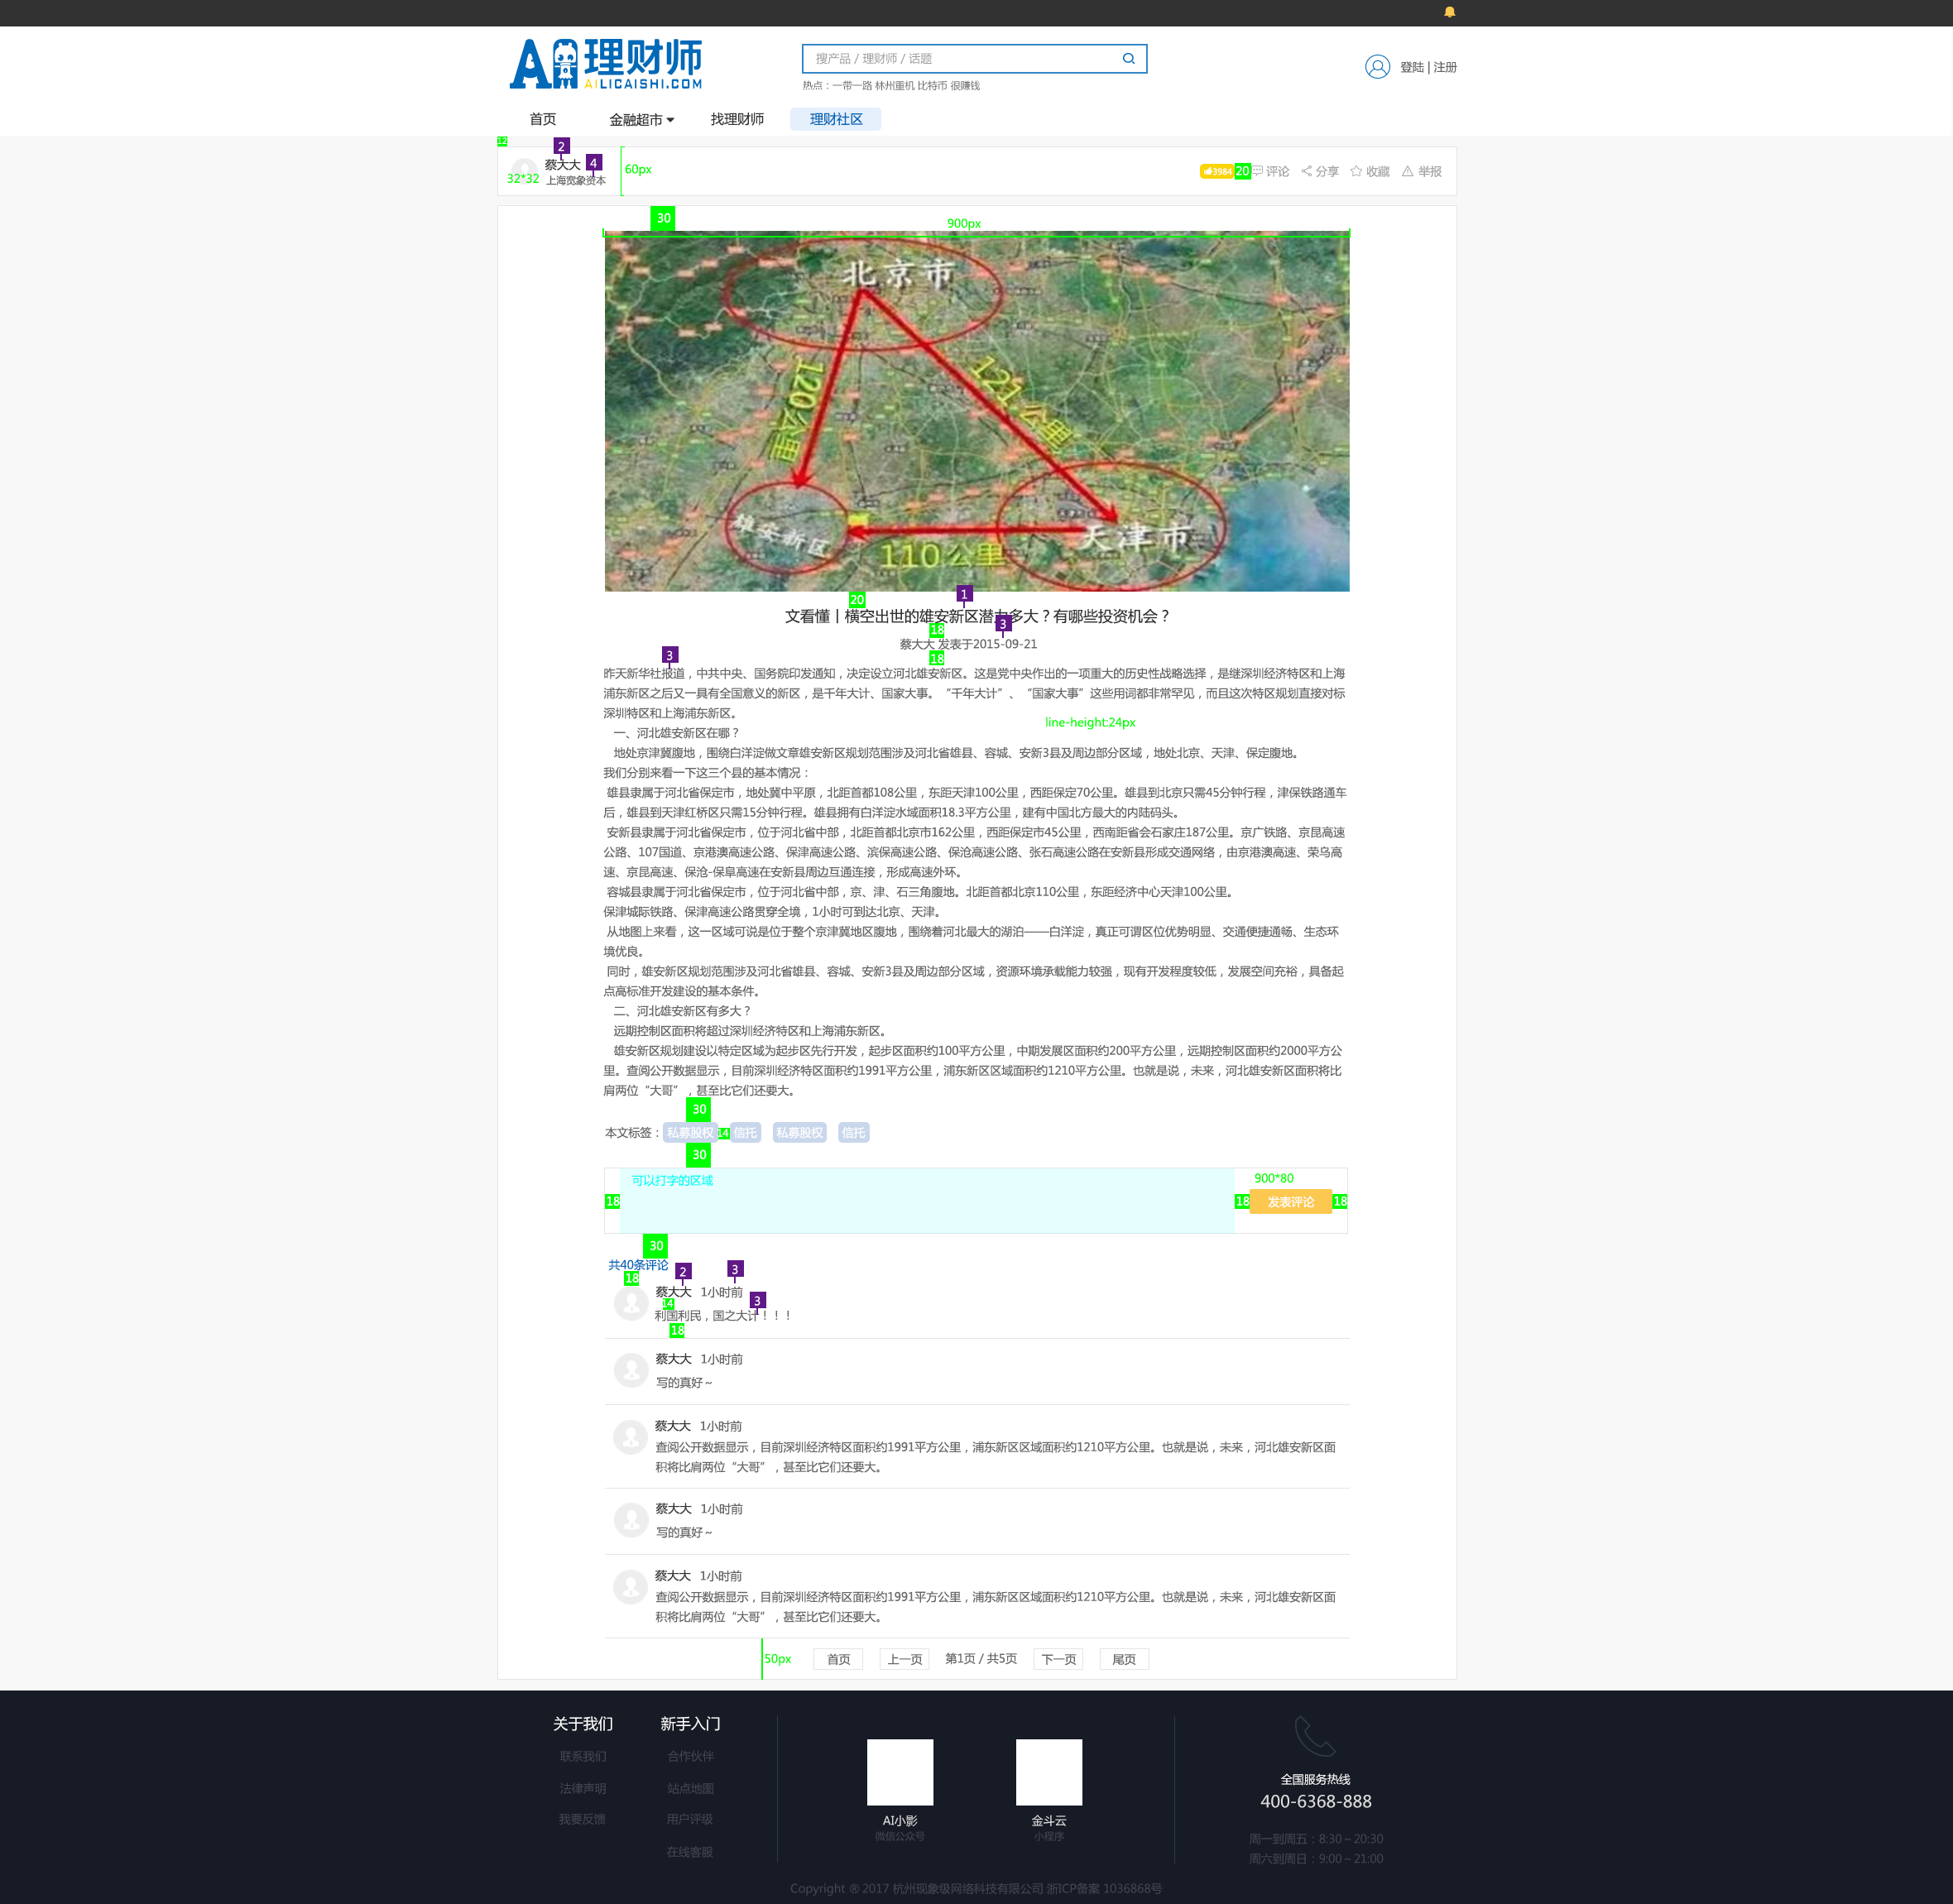 AI理财师
AILICAISHI.COM
搜产品 / 理财师 / 话题
热点：一带一路 林州重机 比特币 很赚钱
登陆 | 注册
首页 金融超市 找理财师 理财社区
12
2
蔡大大
4
32*32
上海宽象资本
60px
3984
20
评论 分享 收藏 举报
30
900px
北京市
120公里
121公里
雄安新区
天津市
110公里
20
1
文看懂丨横空出世的雄安新区潜力多大？有哪些投资机会？
18
3
蔡大大 发表于2015-09-21
3
18
昨天新华社报道，中共中央、国务院印发通知，决定设立河北雄安新区。这是党中央作出的一项重大的历史性战略选择，是继深圳经济特区和上海
浦东新区之后又一具有全国意义的新区，是千年大计、国家大事。“千年大计”、“国家大事”这些用词都非常罕见，而且这次特区规划直接对标
深圳特区和上海浦东新区。
line-height:24px
一、河北雄安新区在哪？
地处京津冀腹地，围绕白洋淀做文章雄安新区规划范围涉及河北省雄县、容城、安新3县及周边部分区域，地处北京、天津、保定腹地。
我们分别来看一下这三个县的基本情况：
雄县隶属于河北省保定市，地处冀中平原，北距首都108公里，东距天津100公里，西距保定70公里。雄县到北京只需45分钟行程，津保铁路通车
后，雄县到天津红桥区只需15分钟行程。雄县拥有白洋淀水域面积18.3平方公里，建有中国北方最大的内陆码头。
安新县隶属于河北省保定市，位于河北省中部，北距首都北京市162公里，西距保定市45公里，西南距省会石家庄187公里。京广铁路、京昆高速
公路、107国道、京港澳高速公路、保津高速公路、滨保高速公路、保沧高速公路、张石高速公路在安新县形成交通网络，由京港澳高速、荣乌高
速、京昆高速、保沧-保阜高速在安新县周边互通连接，形成高速外环。
容城县隶属于河北省保定市，位于河北省中部，京、津、石三角腹地。北距首都北京110公里，东距经济中心天津100公里。
保津城际铁路、保津高速公路贯穿全境，1小时可到达北京、天津。
从地图上来看，这一区域可说是位于整个京津冀地区腹地，围绕着河北最大的湖泊——白洋淀，真正可谓区位优势明显、交通便捷通畅、生态环
境优良。
同时，雄安新区规划范围涉及河北省雄县、容城、安新3县及周边部分区域，资源环境承载能力较强，现有开发程度较低，发展空间充裕，具备起
点高标准开发建设的基本条件。
二、河北雄安新区有多大？
远期控制区面积将超过深圳经济特区和上海浦东新区。
雄安新区规划建设以特定区域为起步区先行开发，起步区面积约100平方公里，中期发展区面积约200平方公里，远期控制区面积约2000平方公
里。查阅公开数据显示，目前深圳经济特区面积约1991平方公里，浦东新区区域面积约1210平方公里。也就是说，未来，河北雄安新区面积将比
肩两位“大哥”，甚至比它们还要大。
30
本文标签：私募股权 14 信托 私募股权 信托
30
可以打字的区域
900*80
18
18
发表评论
18
30
共40条评论
18
2
3
蔡大大 1小时前
14
3
利国利民，国之大计！！！
18
蔡大大 1小时前
写的真好～
蔡大大 1小时前
查阅公开数据显示，目前深圳经济特区面积约1991平方公里，浦东新区区域面积约1210平方公里。也就是说，未来，河北雄安新区面
积将比肩两位“大哥”，甚至比它们还要大。
蔡大大 1小时前
写的真好～
蔡大大 1小时前
查阅公开数据显示，目前深圳经济特区面积约1991平方公里，浦东新区区域面积约1210平方公里。也就是说，未来，河北雄安新区面
积将比肩两位“大哥”，甚至比它们还要大。
50px
首页 上一页 第1页 / 共5页 下一页 尾页
关于我们
联系我们
法律声明
我要反馈
新手入门
合作伙伴
站点地图
用户评级
在线客服
AI小影
微信公众号
金斗云
小程序
全国服务热线
400-6368-888
周一到周五：8:30～20:30
周六到周日：9:00～21:00
Copyright ® 2017 杭州现象级网络科技有限公司 浙ICP备案 1036868号